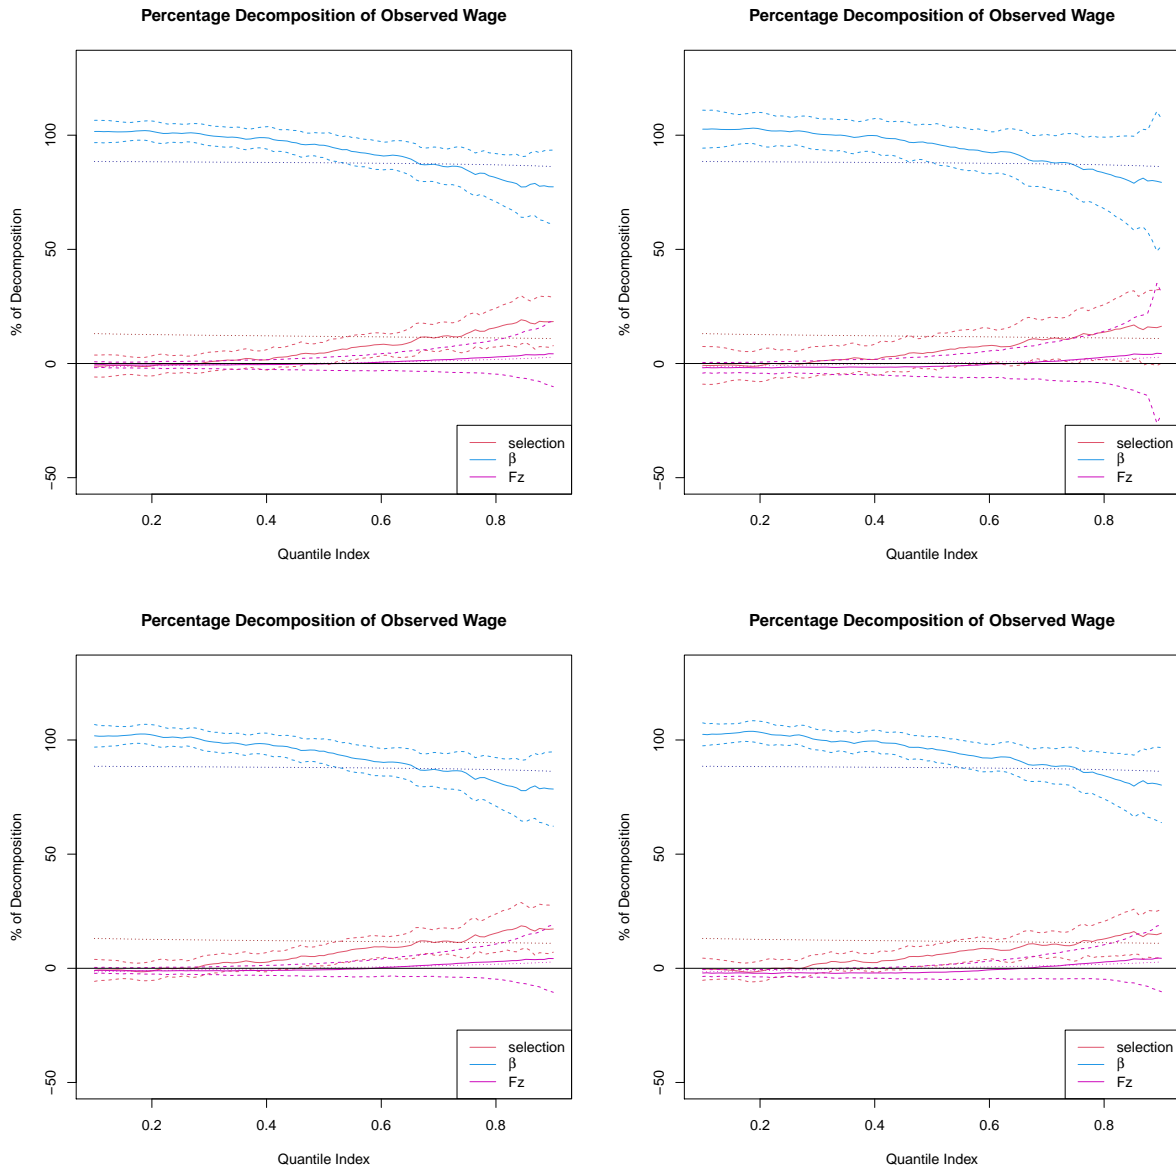 Percentage Decomposition of Observed Wage
% of Decomposition
100
50
0
−50
0.2 0.4 0.6 0.8
Quantile Index
selection
β
Fz
Percentage Decomposition of Observed Wage
% of Decomposition
100
50
0
−50
0.2 0.4 0.6 0.8
Quantile Index
selection
β
Fz
Percentage Decomposition of Observed Wage
% of Decomposition
100
50
0
−50
0.2 0.4 0.6 0.8
Quantile Index
selection
β
Fz
Percentage Decomposition of Observed Wage
% of Decomposition
100
50
0
−50
0.2 0.4 0.6 0.8
Quantile Index
selection
β
Fz